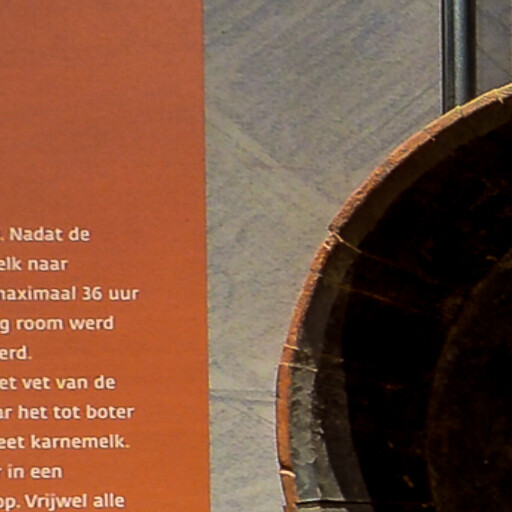 . Nadat de
elk naar
maximaal 36 uur
g room werd
erd.
et vet van de
ar het tot boter
eet karnemelk.
r in een
op. Vrijwel alle